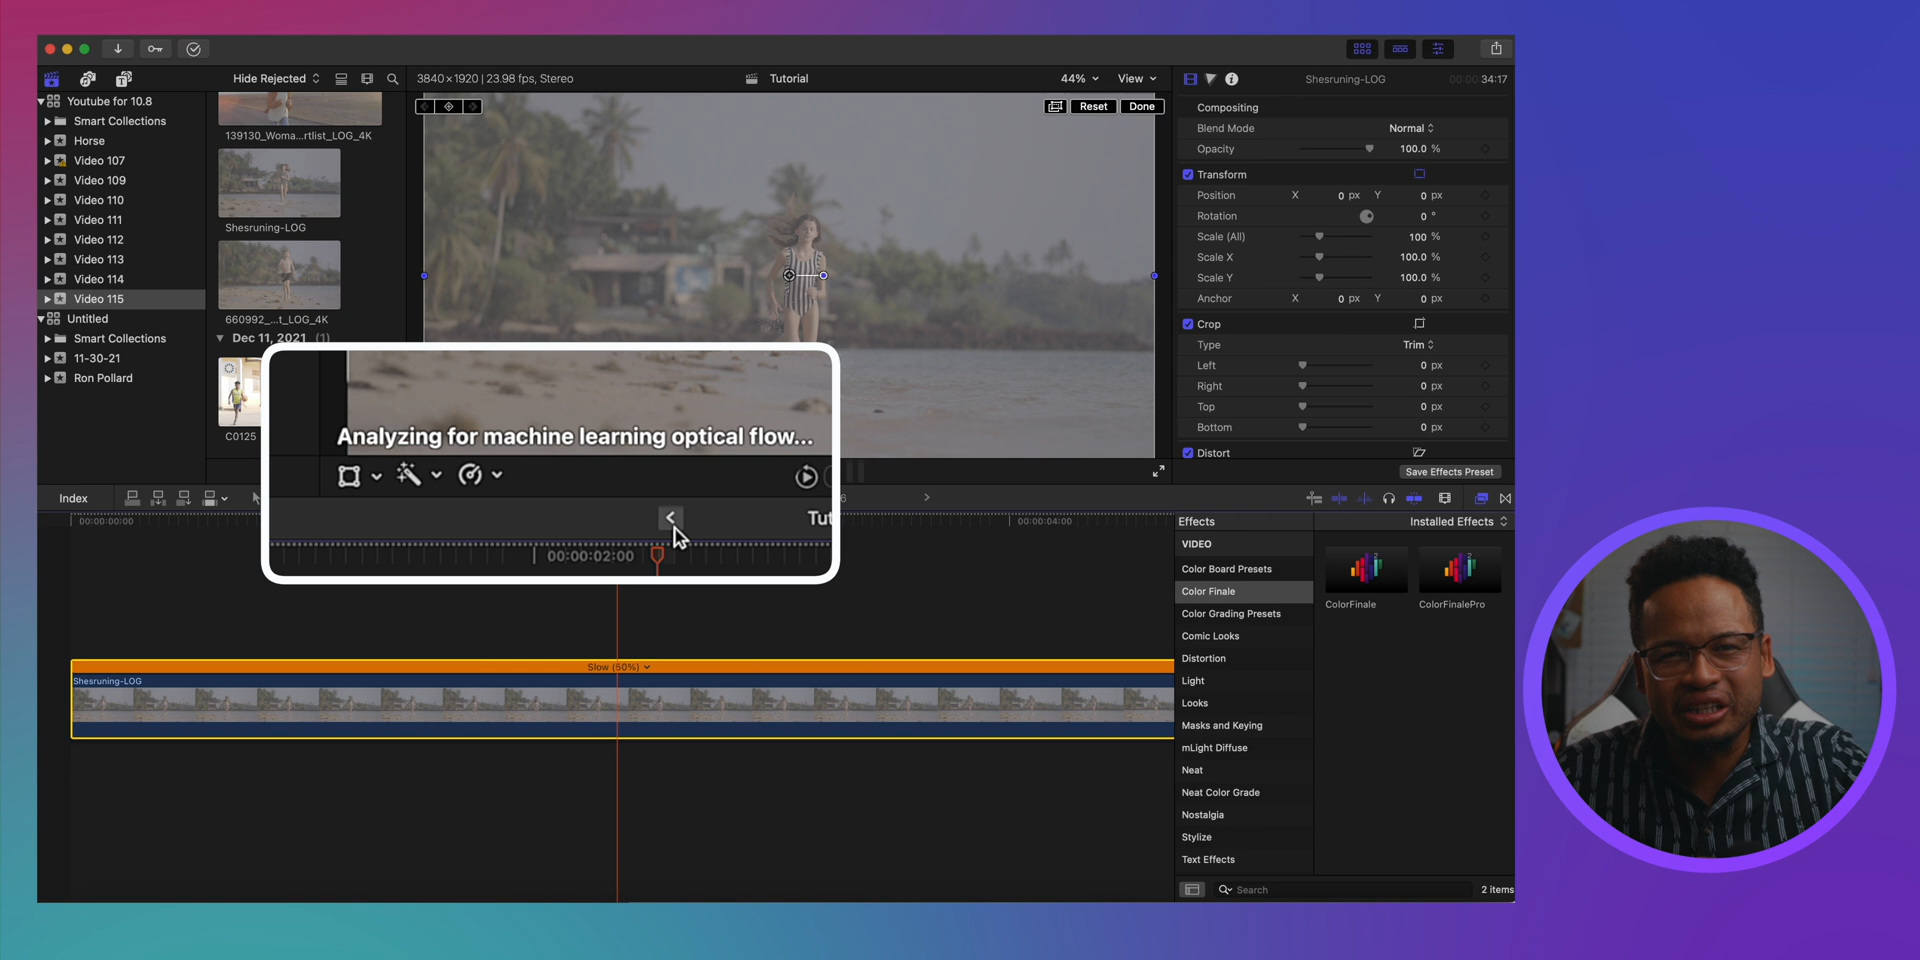 Hide Rejected
3840×1920 | 23.98 fps, Stereo
Tutorial
44%
View
Shesruning-LOG
34:17
Youtube for 10.8
Smart Collections
Horse
Video 107
Video 109
Video 110
Video 111
Video 112
Video 113
Video 114
Video 115
Untitled
Smart Collections
11-30-21
Ron Pollard
139130_Woma...rtlist_LOG_4K
Shesruning-LOG
660992_...t_LOG_4K
Dec 11, 2021 (1)
C0125
Reset
Done
Analyzing for machine learning optical flow...
Tut
00:00:02:00
Compositing
Blend Mode Normal
Opacity 100.0 %
Transform
Position X 0 px Y 0 px
Rotation 0 °
Scale (All) 100 %
Scale X 100.0 %
Scale Y 100.0 %
Anchor X 0 px Y 0 px
Crop
Type Trim
Left 0 px
Right 0 px
Top 0 px
Bottom 0 px
Distort
Save Effects Preset
Index
00:00:00:00
00:00:04:00
Slow (50%)
Shesruning-LOG
Effects
Installed Effects
VIDEO
Color Board Presets
Color Finale
Color Grading Presets
Comic Looks
Distortion
Light
Looks
Masks and Keying
mLight Diffuse
Neat
Neat Color Grade
Nostalgia
Stylize
Text Effects
2
ColorFinale
2
ColorFinalePro
Search
2 items